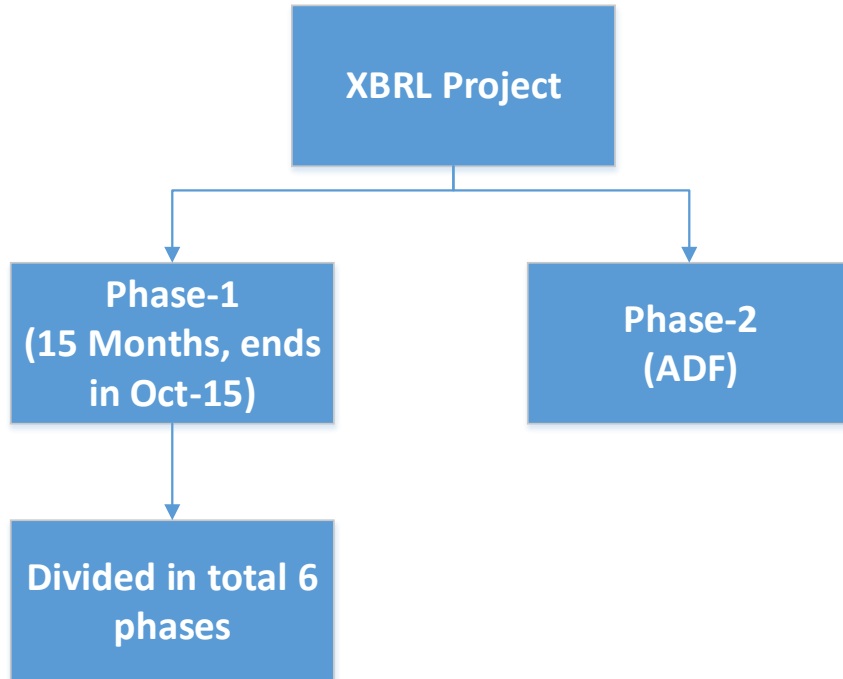 XBRL Project
Phase-1
(15 Months, ends
in Oct-15)
Phase-2
(ADF)
Divided in total 6
phases